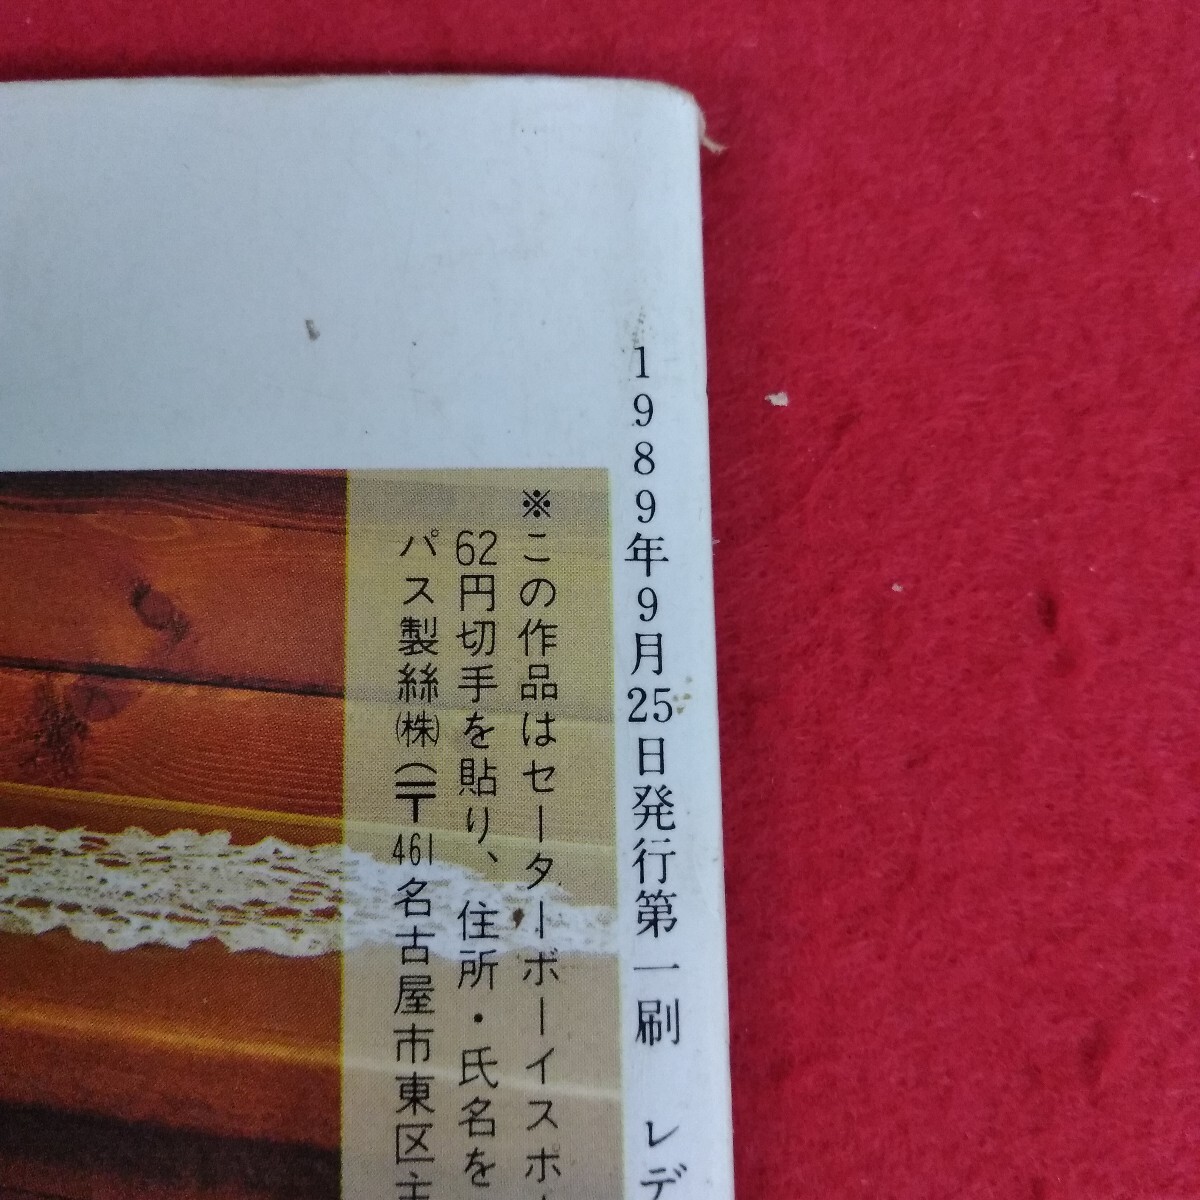 1989年9月25日発行第一刷 レデ
※この作品はセーターボーイスポ
62円切手を貼り、住所・氏名を
パス製絲㈱(〒461名古屋市東区主